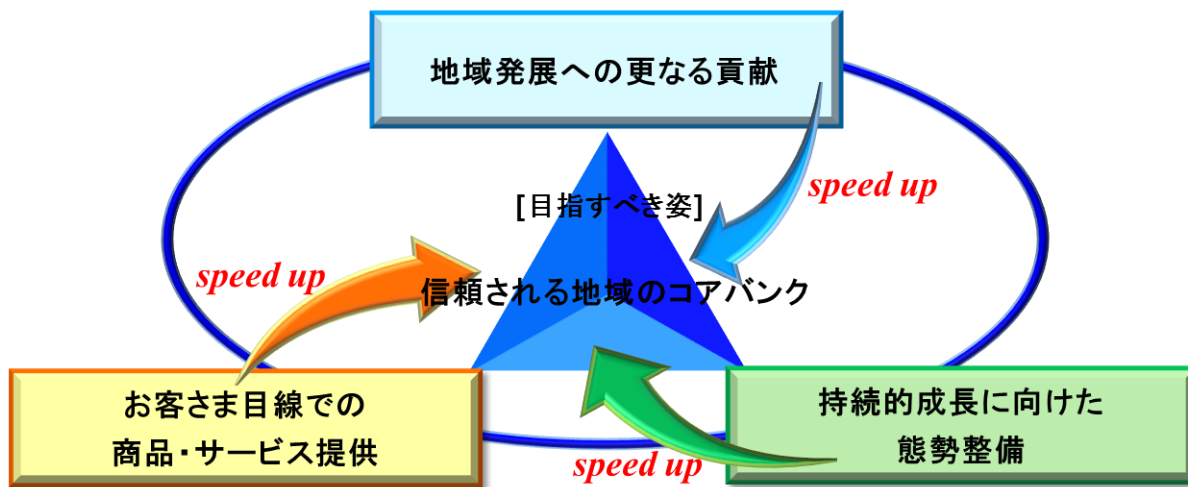 地域発展への更なる貢献
speed up
[目指すべき姿]
speed up
信頼される地域のコアバンク
お客さま目線での
商品・サービス提供
持続的成長に向けた
態勢整備
speed up